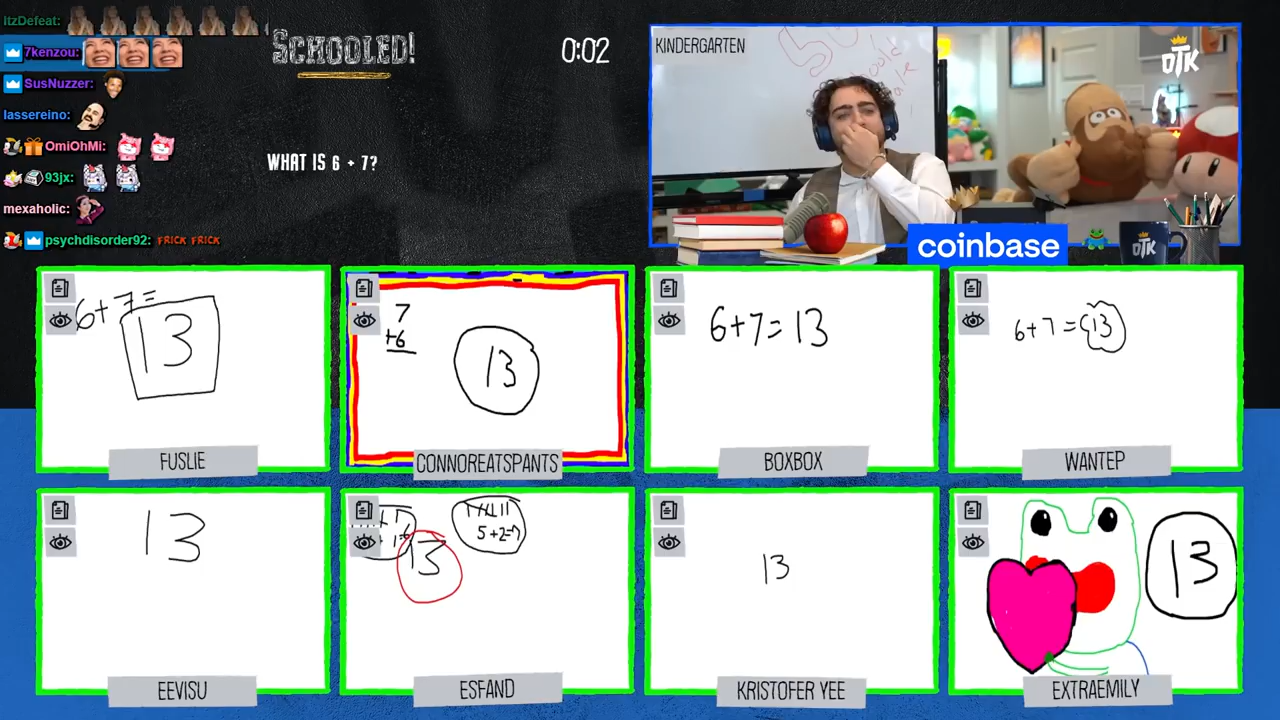 ItzDefeat:
7kenzou:
SusNuzzer:
lassereino:
OmiOhMi:
93jx:
mexaholic:
psychdisorder92: FRICK FRICK
SCHOOLED!
0:02
WHAT IS 6 + 7?
KINDERGARTEN
OTK
coinbase
OTK
6+7=
13
FUSLIE
7
+6
13
CONNOREATSPANTS
6+7=13
BOXBOX
6+7=13
WANTEP
13
EEVISU
13
5+2=7
ESFAND
13
KRISTOFER YEE
13
EXTRAEMILY